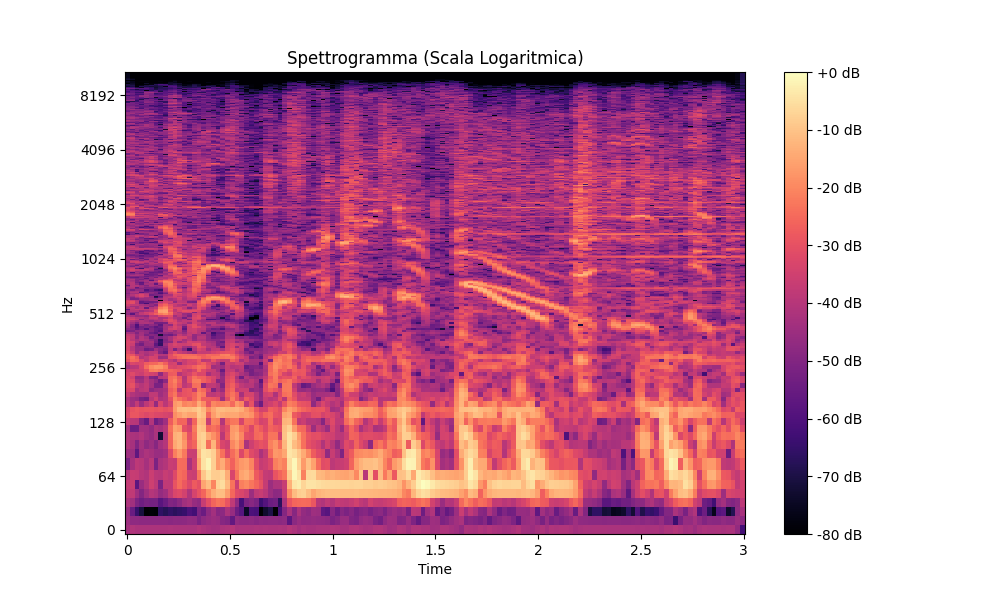 Spettrogramma (Scala Logaritmica)
8192
4096
2048
1024
512
256
128
64
0
Hz
0
0.5
1
1.5
2
2.5
3
Time
+0 dB
-10 dB
-20 dB
-30 dB
-40 dB
-50 dB
-60 dB
-70 dB
-80 dB